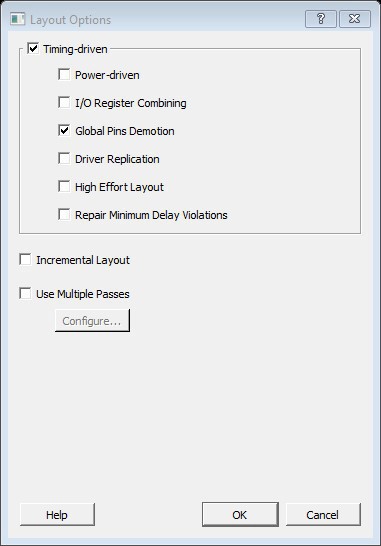 Layout Options
Timing-driven
Power-driven
I/O Register Combining
Global Pins Demotion
Driver Replication
High Effort Layout
Repair Minimum Delay Violations
Incremental Layout
Use Multiple Passes
Configure...
Help
OK
Cancel